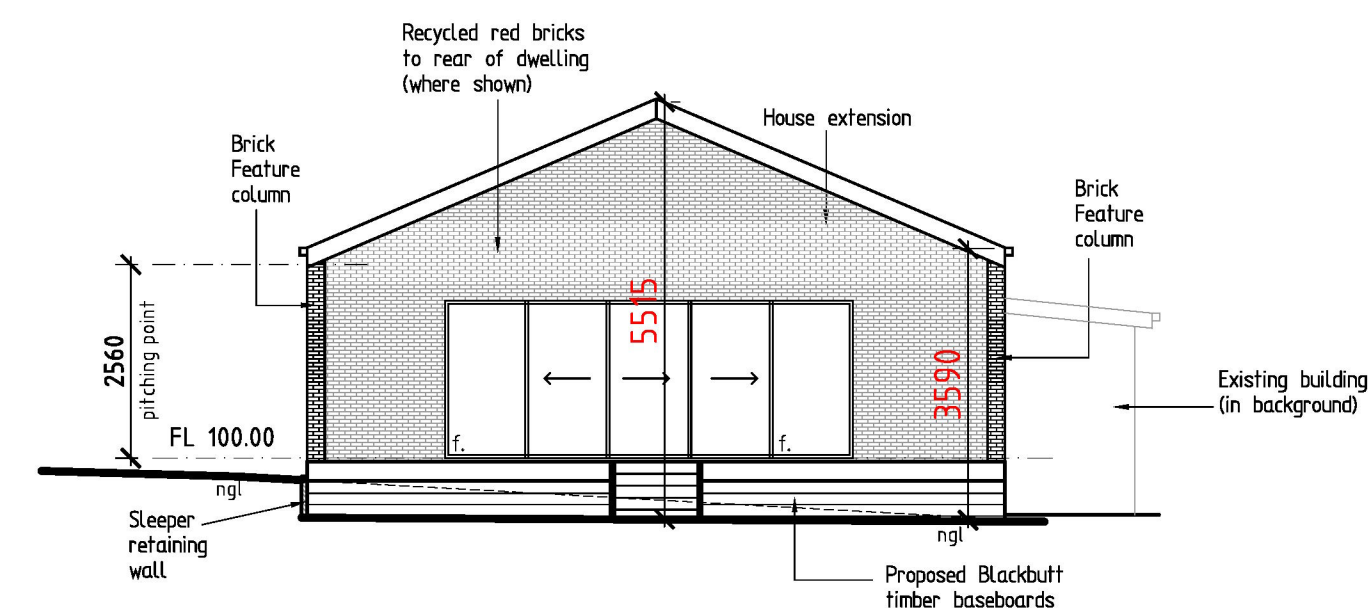 Recycled red bricks
to rear of dwelling
(where shown)
House extension
Brick
Feature
column
Brick
Feature
column
2560
pitching point
5515
3590
FL 100.00
f.
f.
Existing building
(in background)
ngl
ngl
Sleeper
retaining
wall
Proposed Blackbutt
timber baseboards